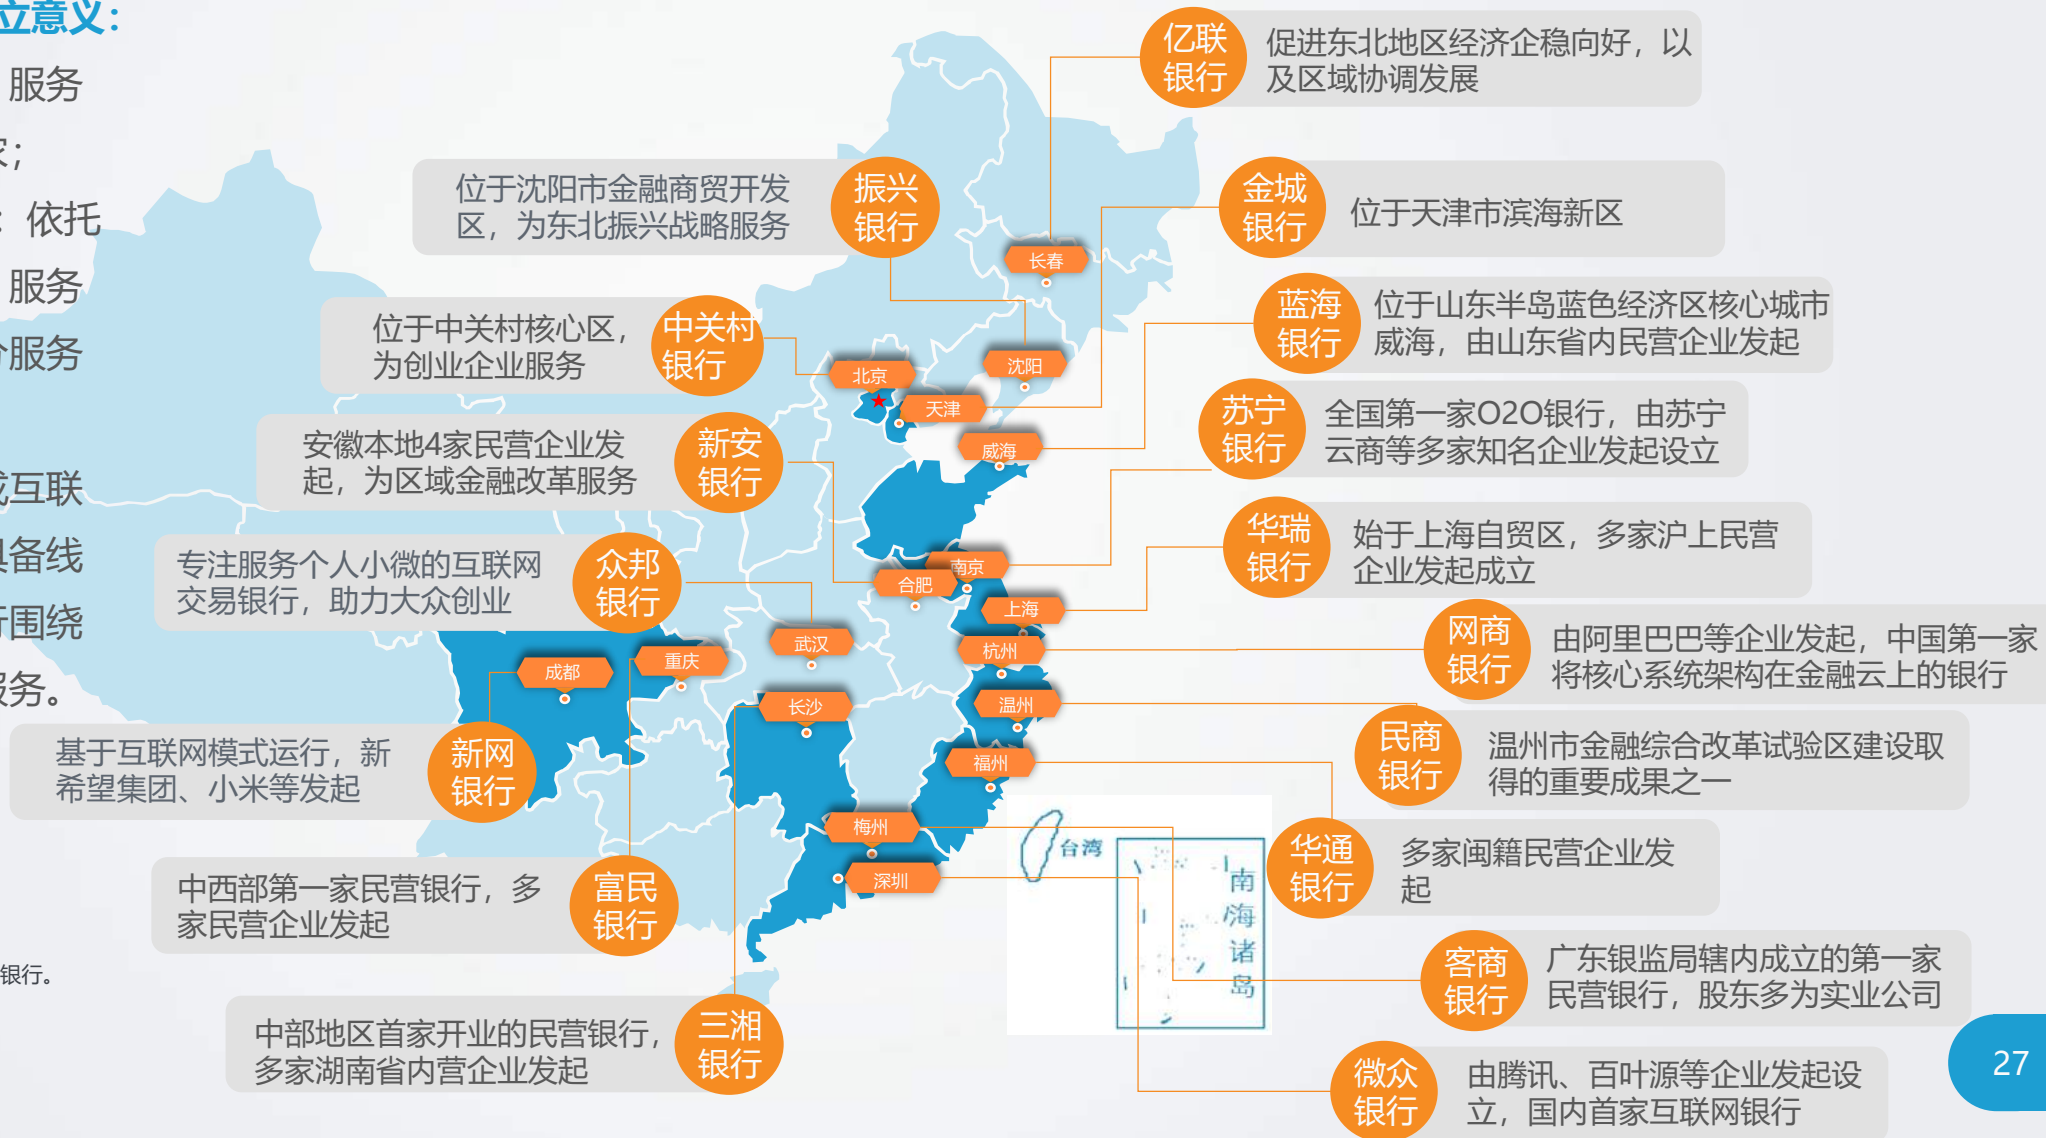 立意义：
服务
；
：依托
服务
服务
互联
备线
围绕
服务。
银行。
亿联
银行
促进东北地区经济企稳向好，以
及区域协调发展
位于沈阳市金融商贸开发
区，为东北振兴战略服务
振兴
银行
金城
银行
位于天津市滨海新区
长春
位于中关村核心区，
为创业企业服务
中关村
银行
蓝海
银行
位于山东半岛蓝色经济区核心城市
威海，由山东省内民营企业发起
北京
沈阳
天津
安徽本地4家民营企业发
起，为区域金融改革服务
新安
银行
威海
苏宁
银行
全国第一家O2O银行，由苏宁
云商等多家知名企业发起设立
专注服务个人小微的互联网
交易银行，助力大众创业
众邦
银行
南京
合肥
上海
华瑞
银行
始于上海自贸区，多家沪上民营
企业发起成立
武汉
杭州
网商
银行
由阿里巴巴等企业发起，中国第一家
将核心系统架构在金融云上的银行
成都
重庆
长沙
温州
基于互联网模式运行，新
希望集团、小米等发起
新网
银行
福州
民商
银行
温州市金融综合改革试验区建设取
得的重要成果之一
中西部第一家民营银行，多
家民营企业发起
富民
银行
梅州
深圳
台湾
南
海
诸
岛
华通
银行
多家闽籍民营企业发
起
客商
银行
广东银监局辖内成立的第一家
民营银行，股东多为实业公司
中部地区首家开业的民营银行，
多家湖南省内营企业发起
三湘
银行
微众
银行
由腾讯、百叶源等企业发起设
立，国内首家互联网银行
27